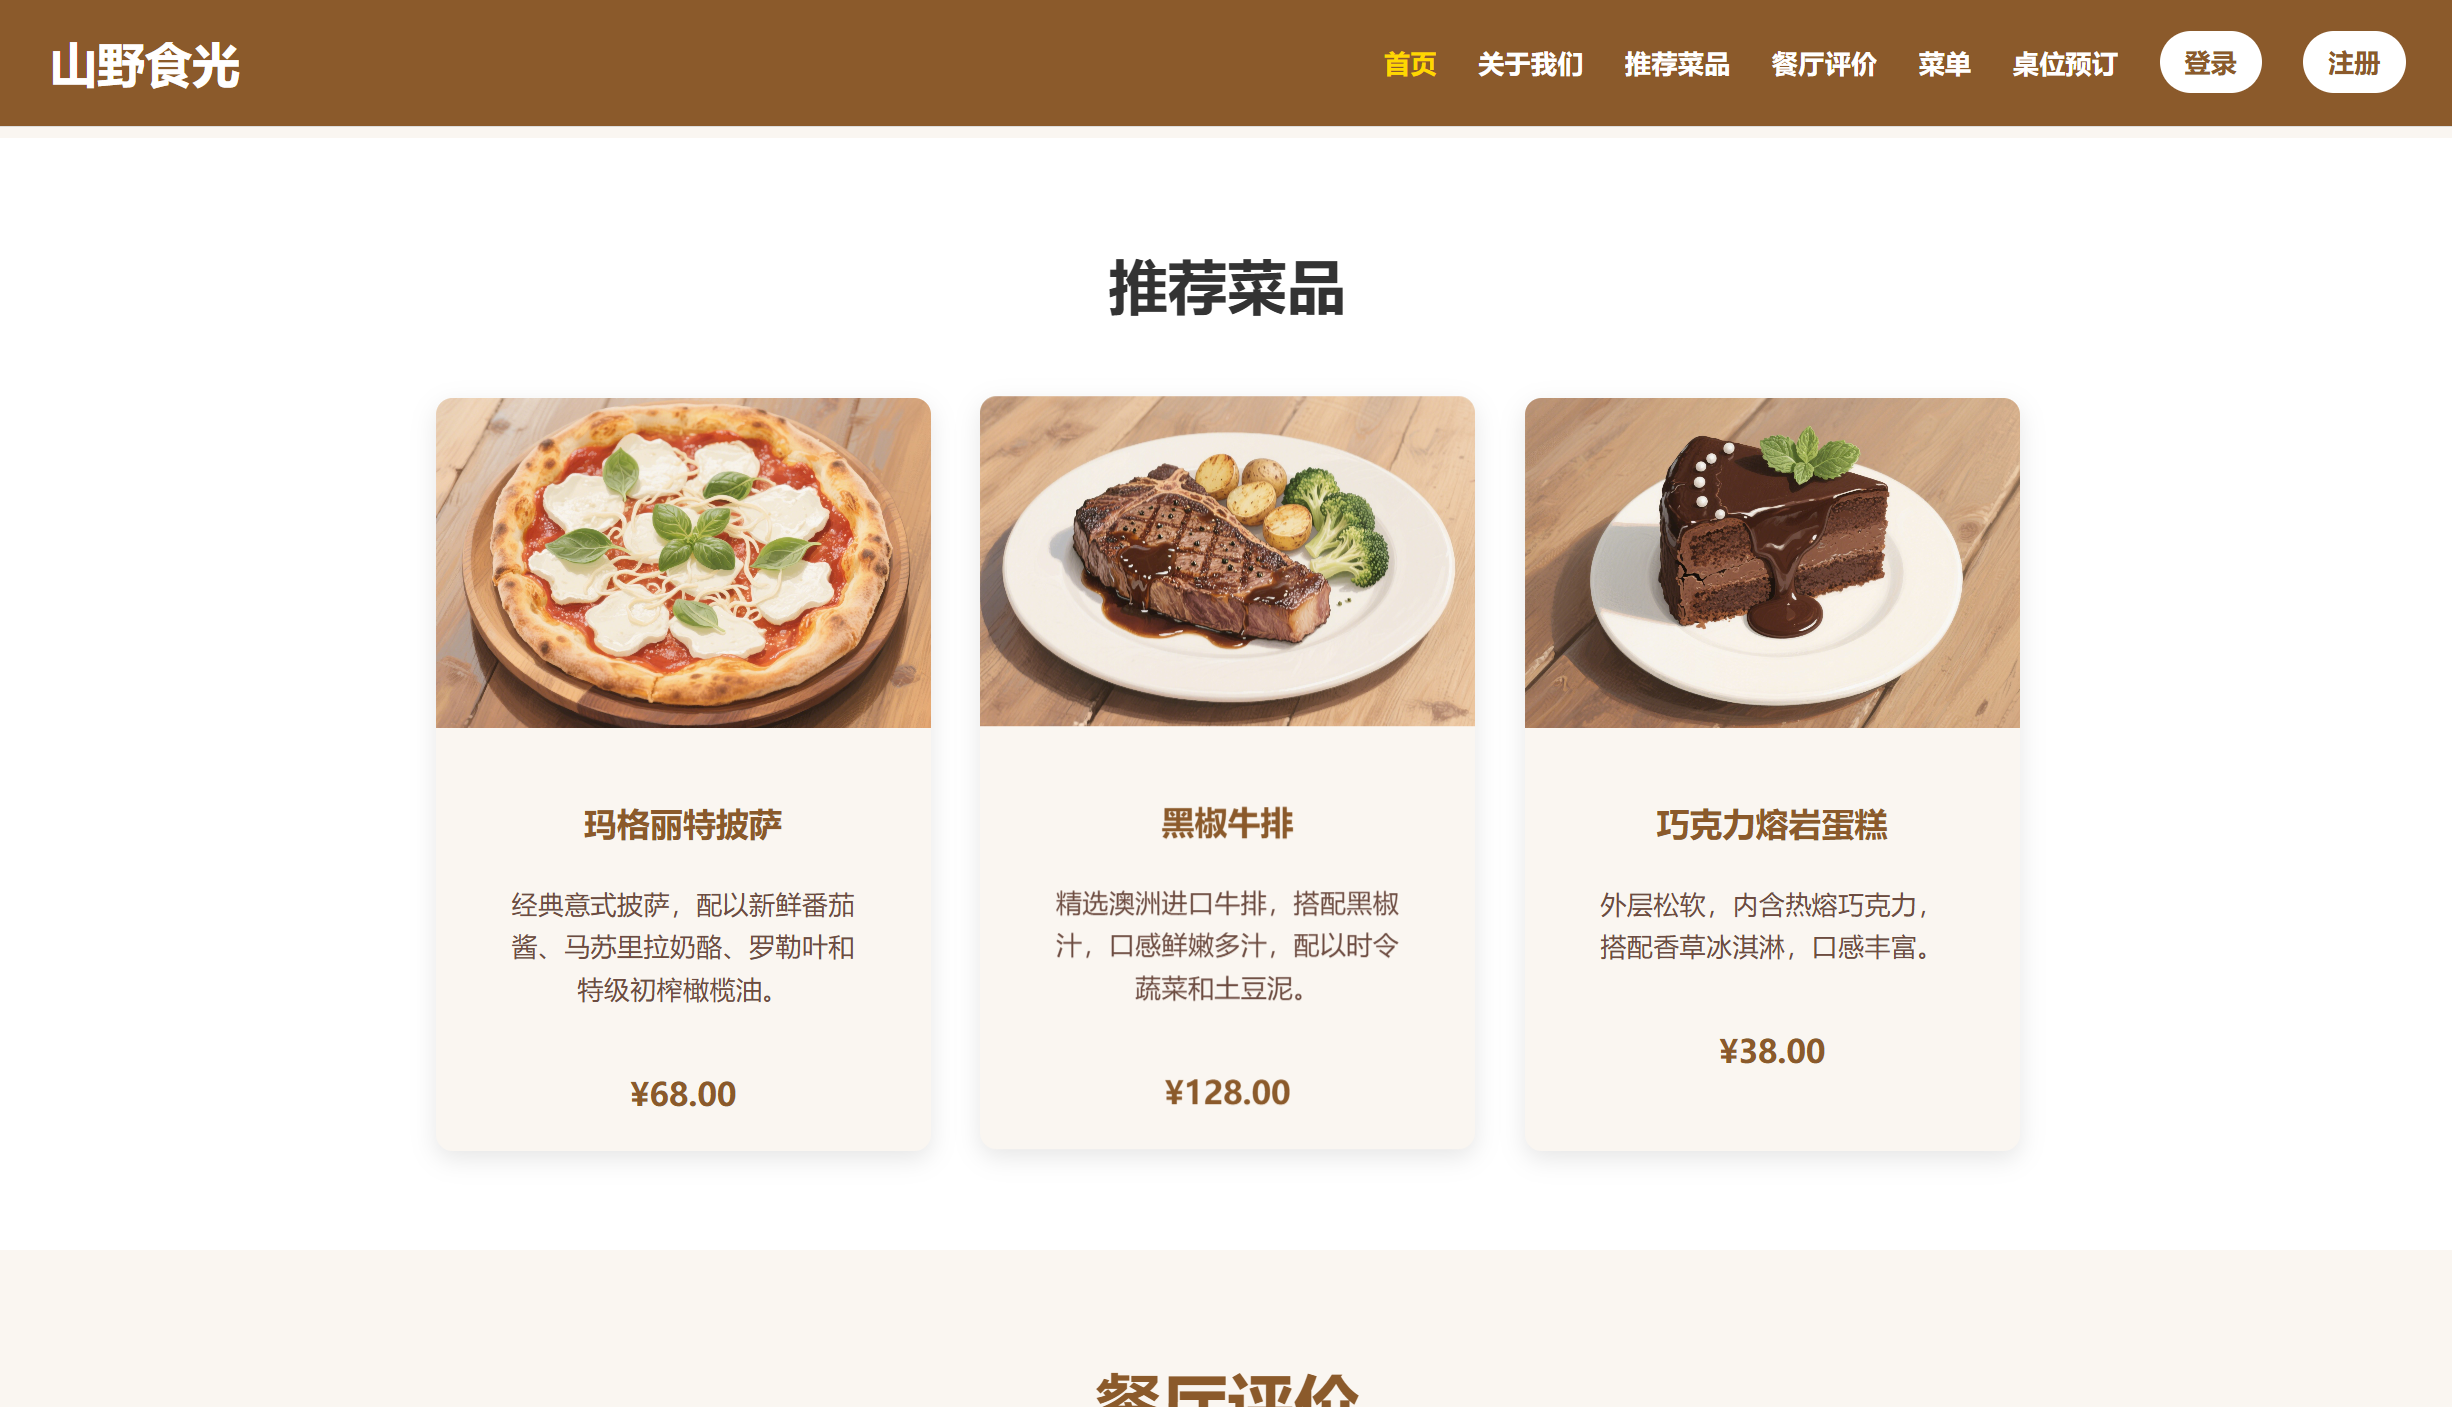 山野食光
首页 关于我们 推荐菜品 餐厅评价 菜单 桌位预订 登录 注册
推荐菜品
玛格丽特披萨
经典意式披萨，配以新鲜番茄
酱、马苏里拉奶酪、罗勒叶和
特级初榨橄榄油。
¥68.00
黑椒牛排
精选澳洲进口牛排，搭配黑椒
汁，口感鲜嫩多汁，配以时令
蔬菜和土豆泥。
¥128.00
巧克力熔岩蛋糕
外层松软，内含热熔巧克力，
搭配香草冰淇淋，口感丰富。
¥38.00
餐厅评价